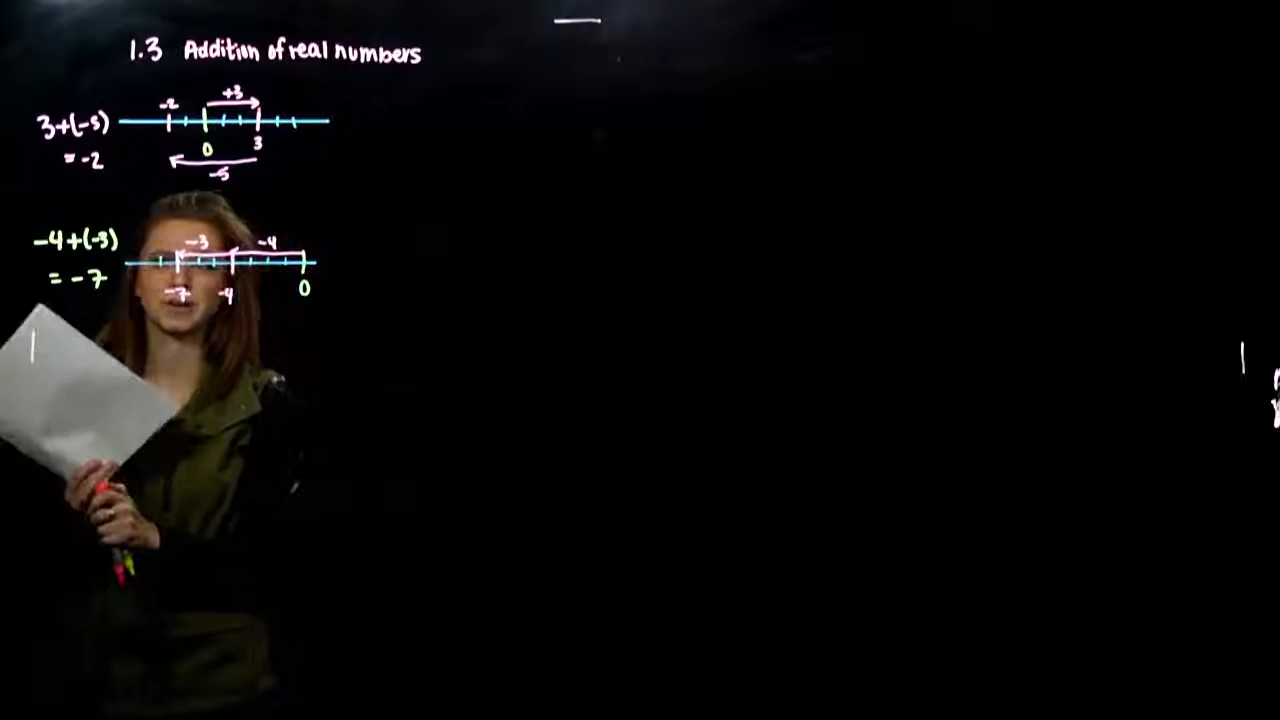 1.3 Addition of real numbers
-2 +3
3+(-5)
0 3
= -2
-5
-4+(-3) -3 -4
= -7 -7 -4 0